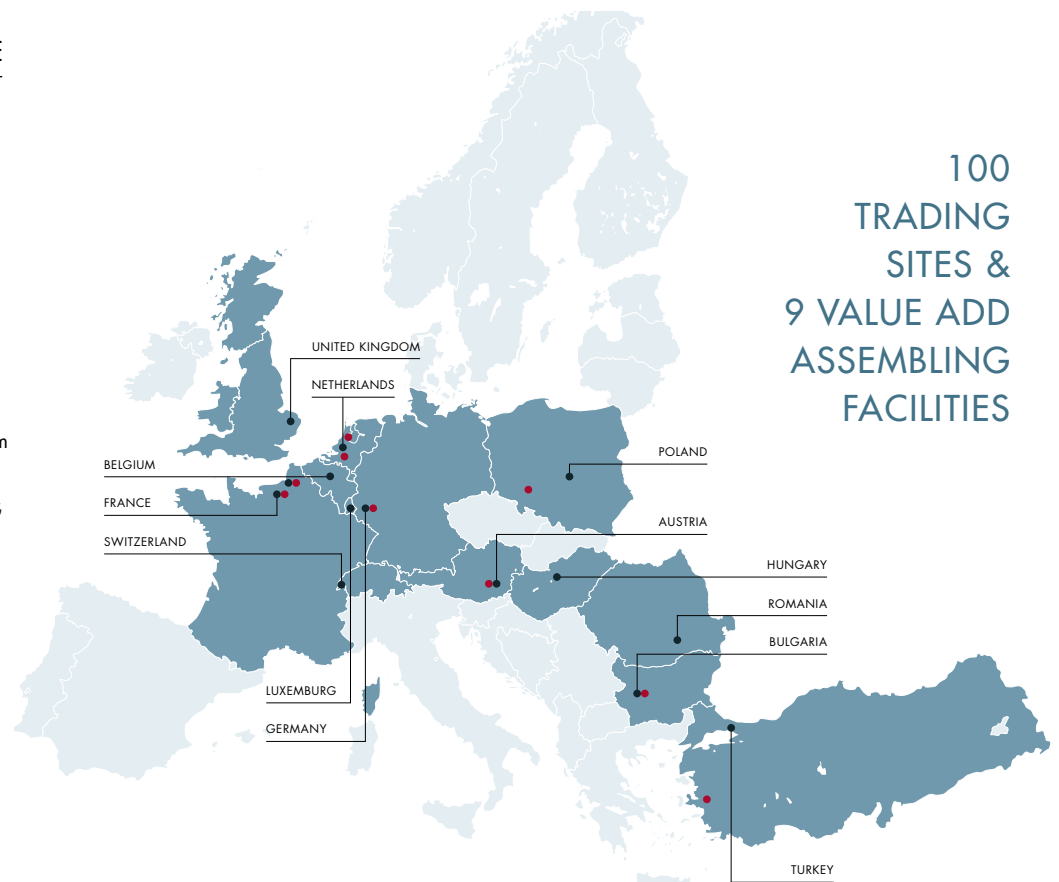 100
TRADING
SITES &
9 VALUE ADD
ASSEMBLING
FACILITIES
UNITED KINGDOM
NETHERLANDS
BELGIUM
FRANCE
SWITZERLAND
POLAND
AUSTRIA
HUNGARY
ROMANIA
BULGARIA
LUXEMBURG
GERMANY
TURKEY